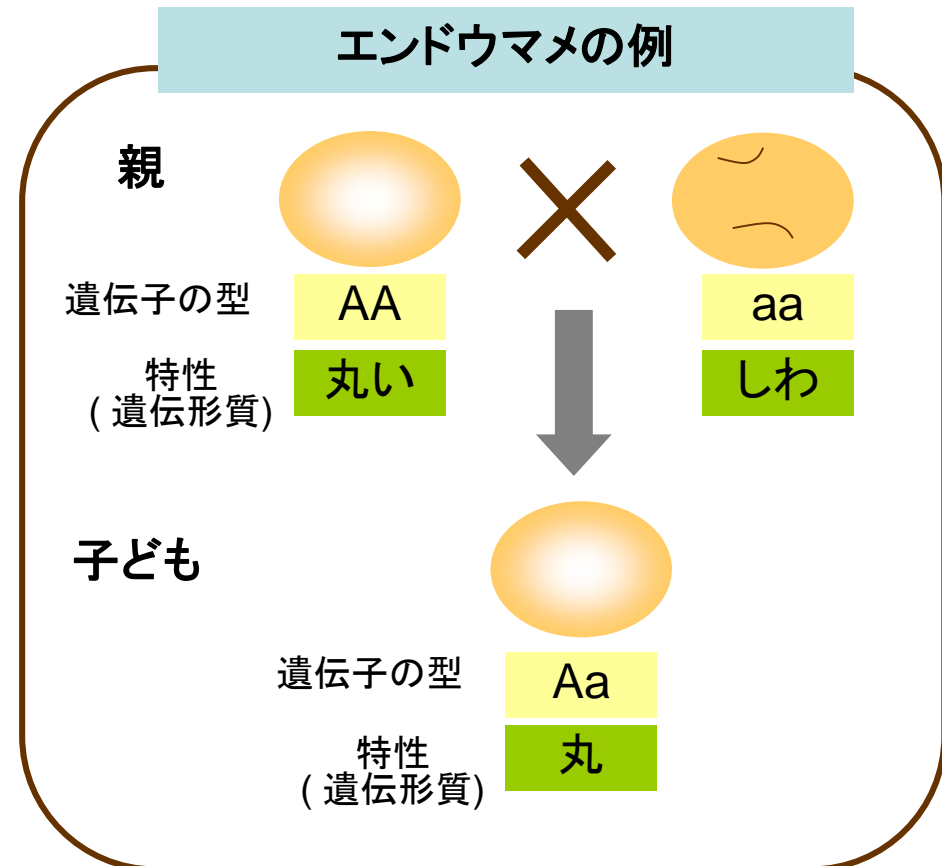 エンドウマメの例
親
遺伝子の型
AA
aa
特性
( 遺伝形質)
丸い
しわ
子ども
遺伝子の型
Aa
特性
( 遺伝形質)
丸